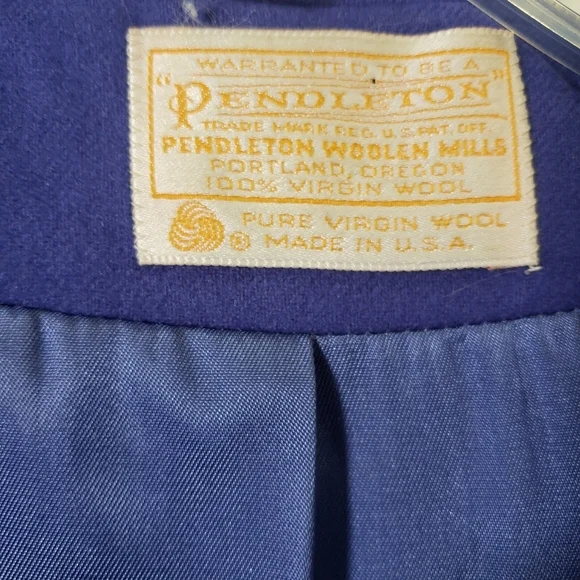 WARRANTED TO BE A
"PENDLETON"
TRADE MARK REG. U.S. PAT. OFF.
PENDLETON WOOLEN MILLS
PORTLAND, OREGON
100% VIRGIN WOOL
PURE VIRGIN WOOL
® MADE IN U.S.A.